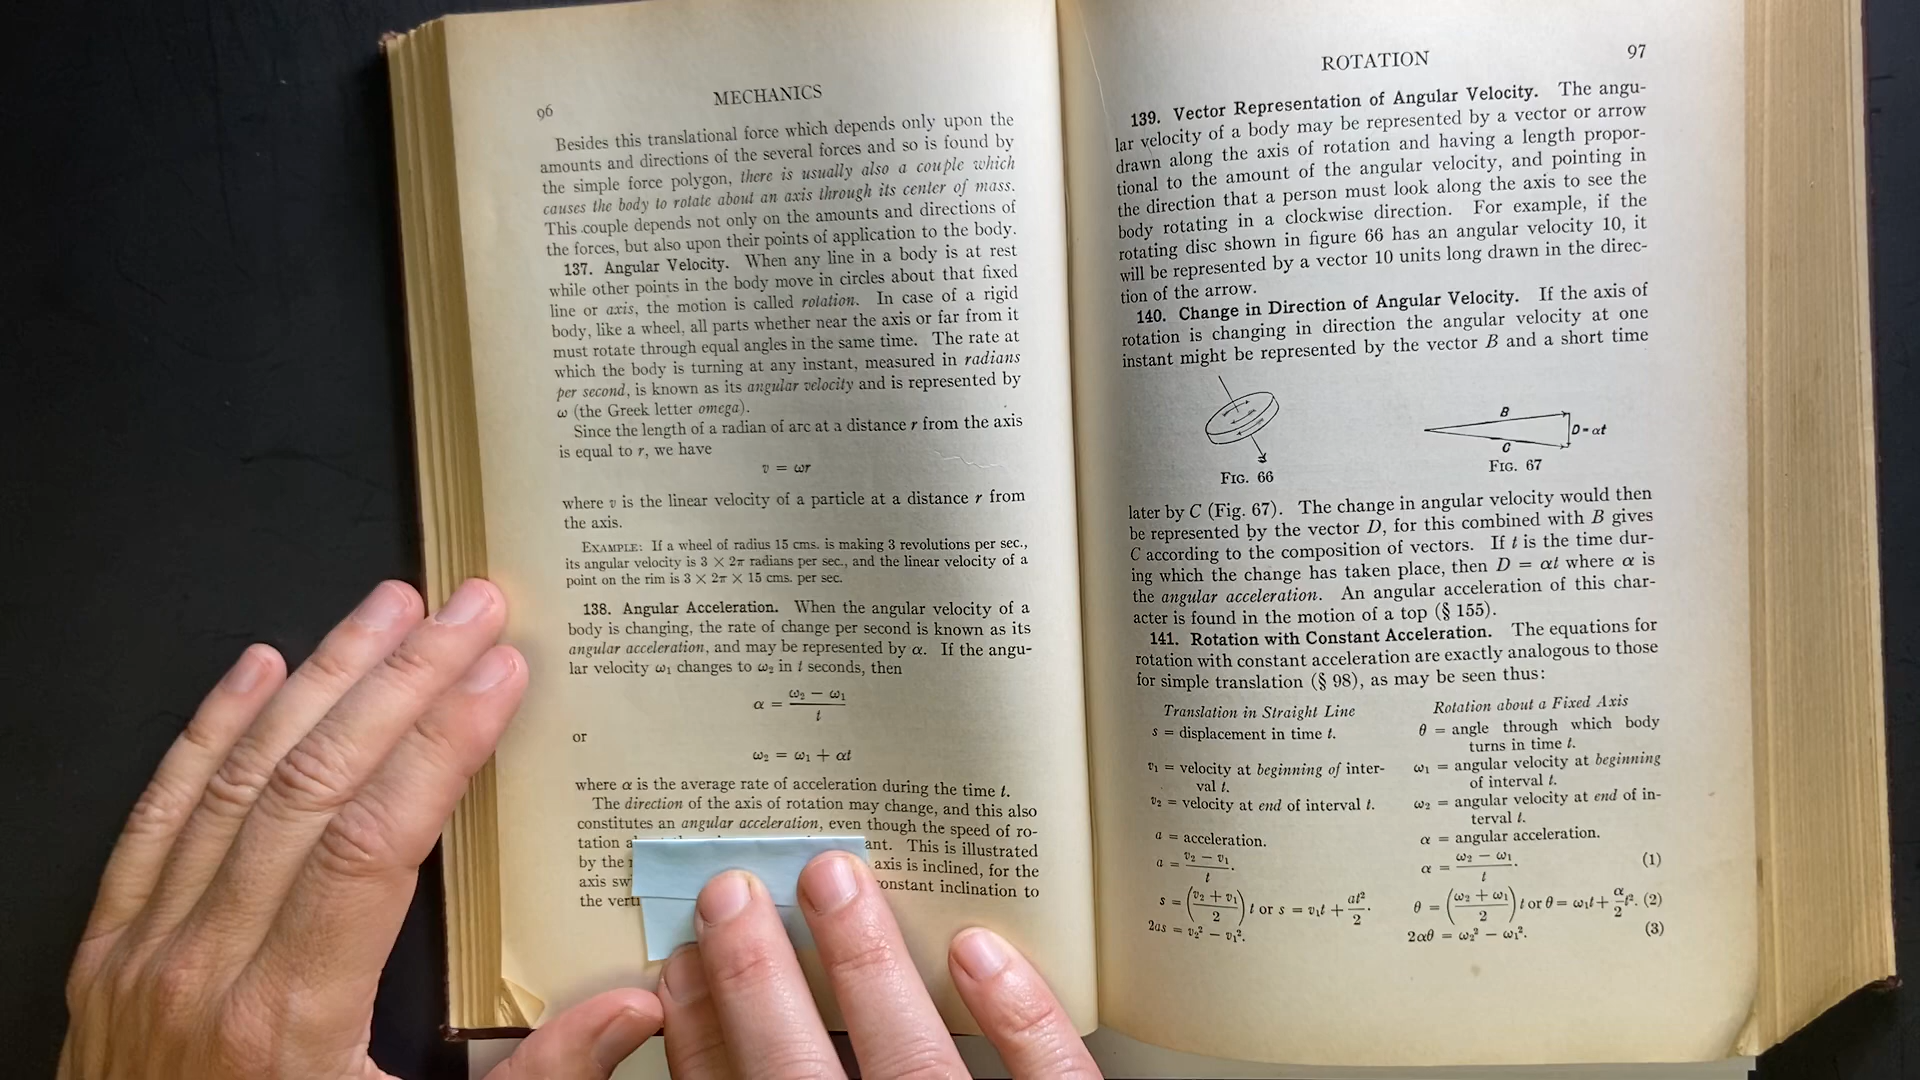 96
MECHANICS
Besides this translational force which depends only upon the
amounts and directions of the several forces and so is found by
the simple force polygon, there is usually also a couple which
causes the body to rotate about an axis through its center of mass.
This couple depends not only on the amounts and directions of
the forces, but also upon their points of application to the body.
137. Angular Velocity. When any line in a body is at rest
while other points in the body move in circles about that fixed
line or axis, the motion is called rotation. In case of a rigid
body, like a wheel, all parts whether near the axis or far from it
must rotate through equal angles in the same time. The rate at
which the body is turning at any instant, measured in radians
per second, is known as its angular velocity and is represented by
ω (the Greek letter omega).
Since the length of a radian of arc at a distance r from the axis
is equal to r, we have
v = ωr
where v is the linear velocity of a particle at a distance r from
the axis.
EXAMPLE: If a wheel of radius 15 cms. is making 3 revolutions per sec.,
its angular velocity is 3 × 2π radians per sec., and the linear velocity of a
point on the rim is 3 × 2π × 15 cms. per sec.
138. Angular Acceleration. When the angular velocity of a
body is changing, the rate of change per second is known as its
angular acceleration, and may be represented by α. If the angu-
lar velocity ω₁ changes to ω₂ in t seconds, then
α = (ω₂ − ω₁)/t
or
ω₂ = ω₁ + αt
where α is the average rate of acceleration during the time t.
The direction of the axis of rotation may change, and this also
constitutes an angular acceleration, even though the speed of ro-
tation ant. This is illustrated
by the axis is inclined, for the
axis constant inclination to
the
ROTATION
97
139. Vector Representation of Angular Velocity. The angu-
lar velocity of a body may be represented by a vector or arrow
drawn along the axis of rotation and having a length propor-
tional to the amount of the angular velocity, and pointing in
the direction that a person must look along the axis to see the
body rotating in a clockwise direction. For example, if the
rotating disc shown in figure 66 has an angular velocity 10, it
will be represented by a vector 10 units long drawn in the direc-
tion of the arrow.
140. Change in Direction of Angular Velocity. If the axis of
rotation is changing in direction the angular velocity at one
instant might be represented by the vector B and a short time
B
D=αt
C
FIG. 66
FIG. 67
later by C (Fig. 67). The change in angular velocity would then
be represented by the vector D, for this combined with B gives
C according to the composition of vectors. If t is the time dur-
ing which the change has taken place, then D = αt where α is
the angular acceleration. An angular acceleration of this char-
acter is found in the motion of a top (§ 155).
141. Rotation with Constant Acceleration. The equations for
rotation with constant acceleration are exactly analogous to those
for simple translation (§ 98), as may be seen thus:
Translation in Straight Line
s = displacement in time t.
v₁ = velocity at beginning of inter-
val t.
v₂ = velocity at end of interval t.
a = acceleration.
a = (v₂ − v₁)/t.
s = ((v₂ + v₁)/2) t or s = v₁t + at²/2.
2as = v₂² − v₁².
Rotation about a Fixed Axis
θ = angle through which body
turns in time t.
ω₁ = angular velocity at beginning
of interval t.
ω₂ = angular velocity at end of in-
terval t.
α = angular acceleration.
α = (ω₂ − ω₁)/t. (1)
θ = ((ω₂ + ω₁)/2) t or θ = ω₁t + (α/2)t². (2)
2αθ = ω₂² − ω₁². (3)